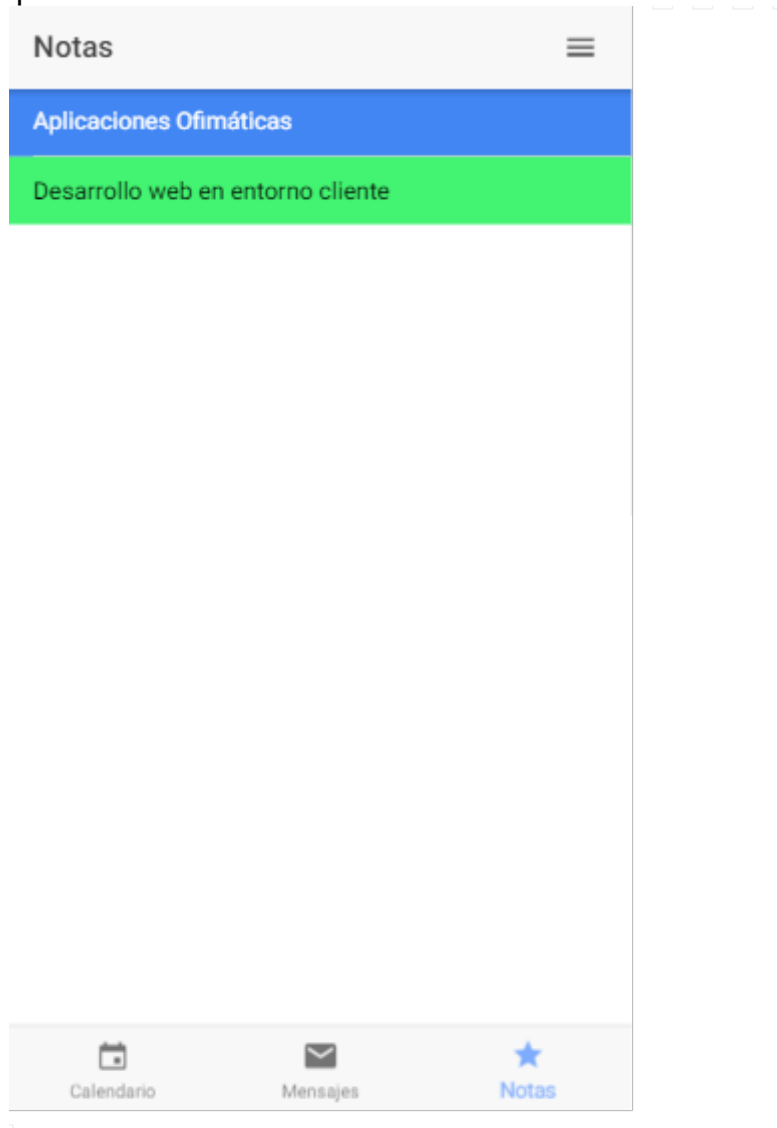 Notas
Aplicaciones Ofimáticas
Desarrollo web en entorno cliente
Calendario
Mensajes
Notas